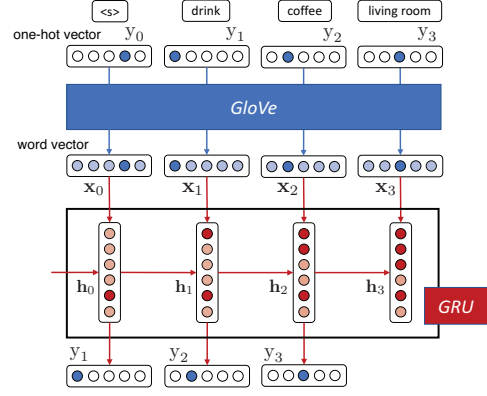 <s> drink coffee living room
one-hot vector y₀ y₁ y₂ y₃
GloVe
word vector
x₀ x₁ x₂ x₃
h₀ h₁ h₂ h₃
GRU
y₁ y₂ y₃